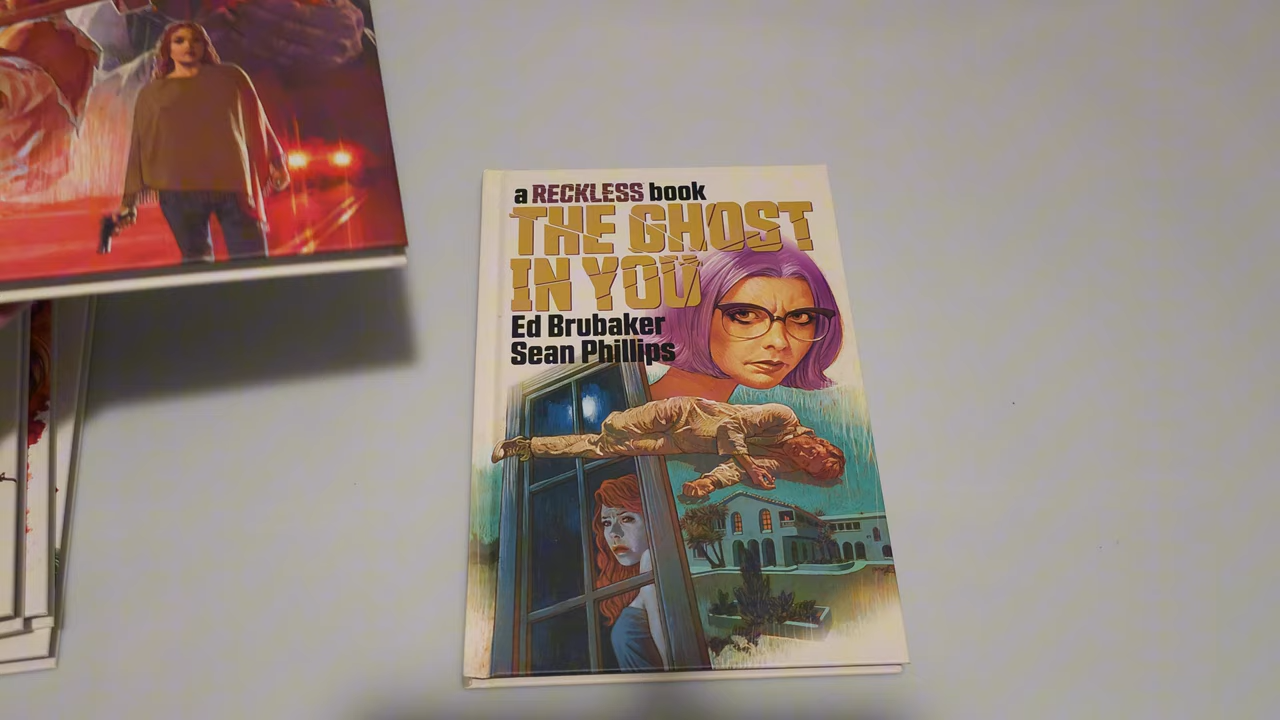 a RECKLESS book
THE GHOST
IN YOU
Ed Brubaker
Sean Phillips